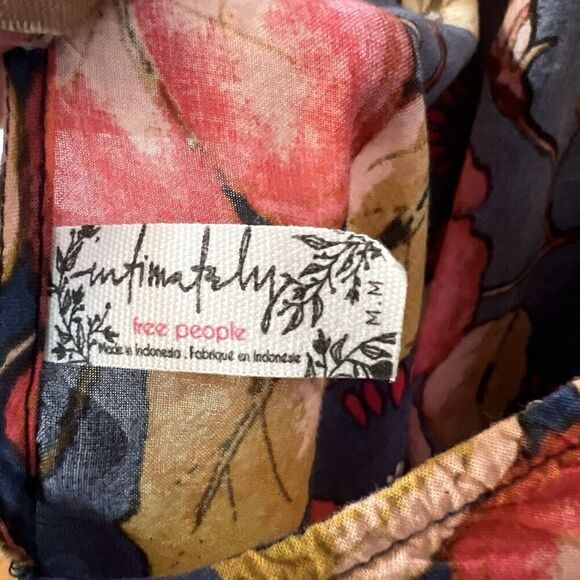 intimately
free people
Made in Indonesia . Fabriqué en Indonésie
M . M